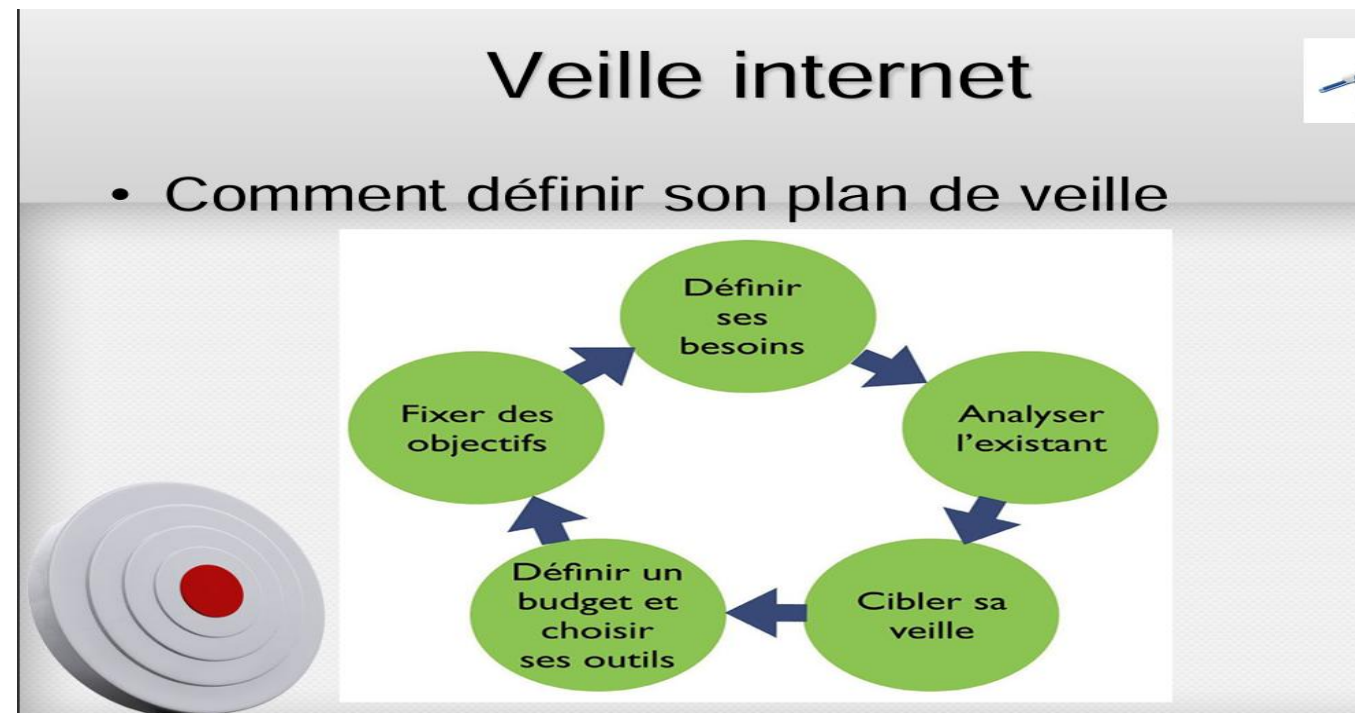 Veille internet
• Comment définir son plan de veille
Définir
ses
besoins
Analyser
l'existant
Cibler sa
veille
Définir un
budget et
choisir
ses outils
Fixer des
objectifs